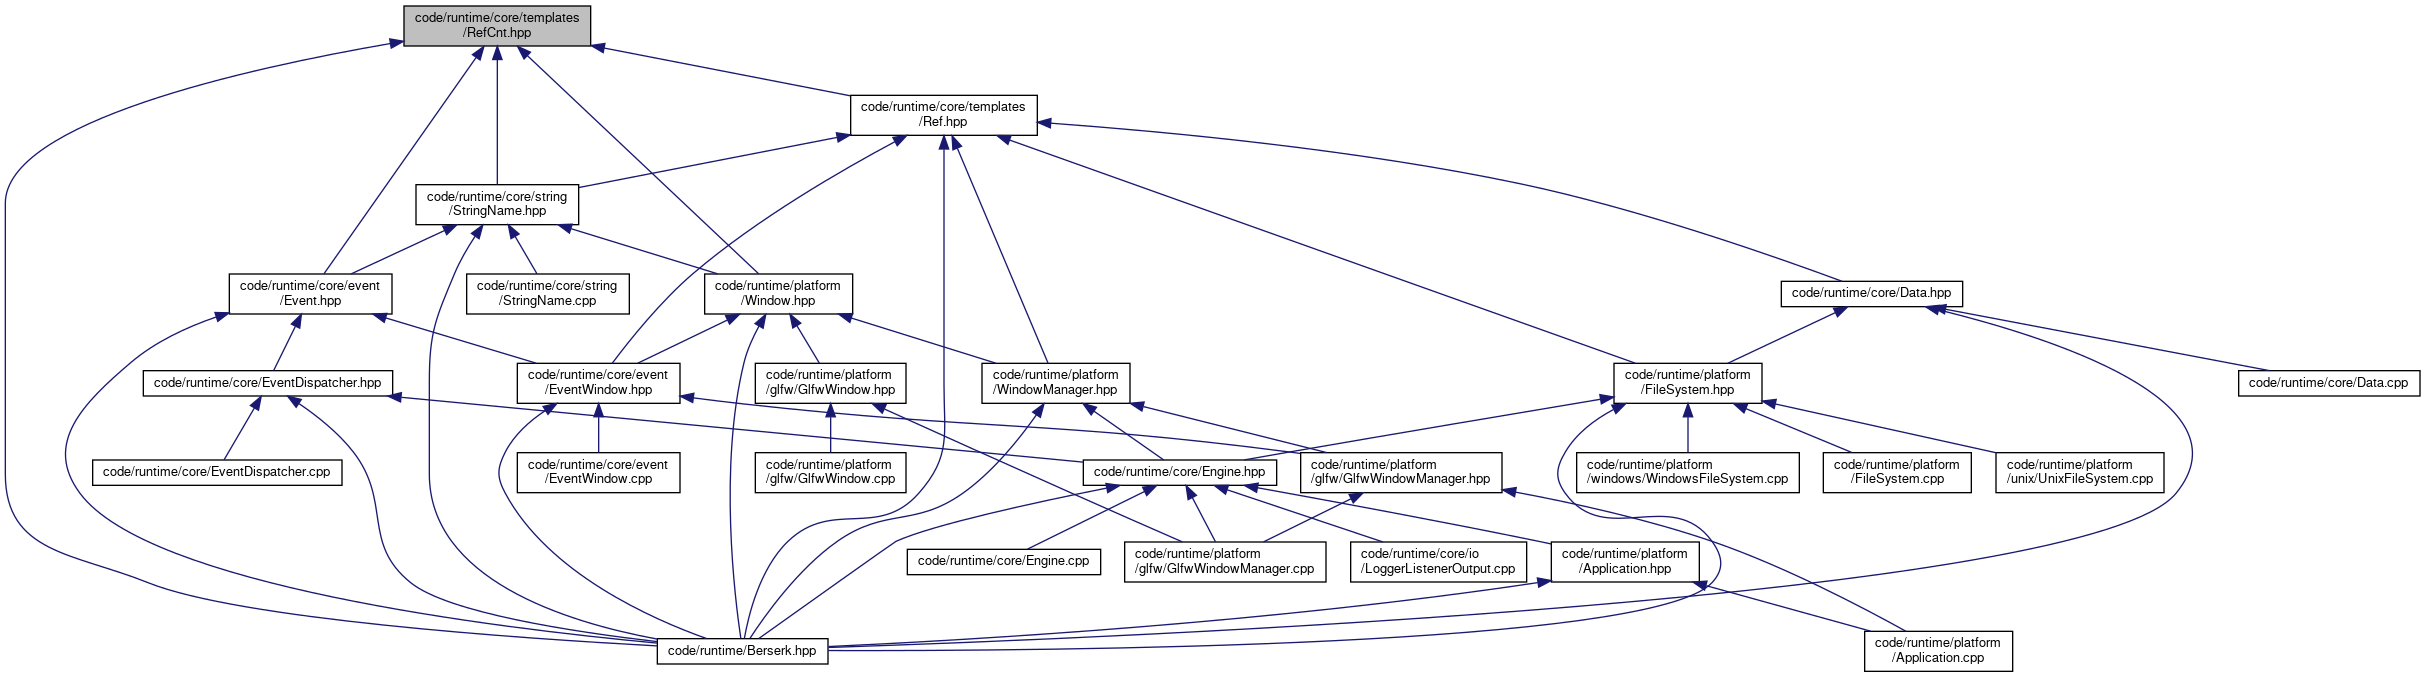 code/runtime/core/templates
/RefCnt.hpp
code/runtime/core/templates
/Ref.hpp
code/runtime/core/string
/StringName.hpp
code/runtime/core/event
/Event.hpp
code/runtime/core/string
/StringName.cpp
code/runtime/platform
/Window.hpp
code/runtime/core/Data.hpp
code/runtime/core/EventDispatcher.hpp
code/runtime/core/event
/EventWindow.hpp
code/runtime/platform
/glfw/GlfwWindow.hpp
code/runtime/platform
/WindowManager.hpp
code/runtime/platform
/FileSystem.hpp
code/runtime/core/Data.cpp
code/runtime/core/EventDispatcher.cpp
code/runtime/core/event
/EventWindow.cpp
code/runtime/platform
/glfw/GlfwWindow.cpp
code/runtime/core/Engine.hpp
code/runtime/platform
/glfw/GlfwWindowManager.hpp
code/runtime/platform
/windows/WindowsFileSystem.cpp
code/runtime/platform
/FileSystem.cpp
code/runtime/platform
/unix/UnixFileSystem.cpp
code/runtime/core/Engine.cpp
code/runtime/platform
/glfw/GlfwWindowManager.cpp
code/runtime/core/io
/LoggerListenerOutput.cpp
code/runtime/platform
/Application.hpp
code/runtime/Berserk.hpp
code/runtime/platform
/Application.cpp